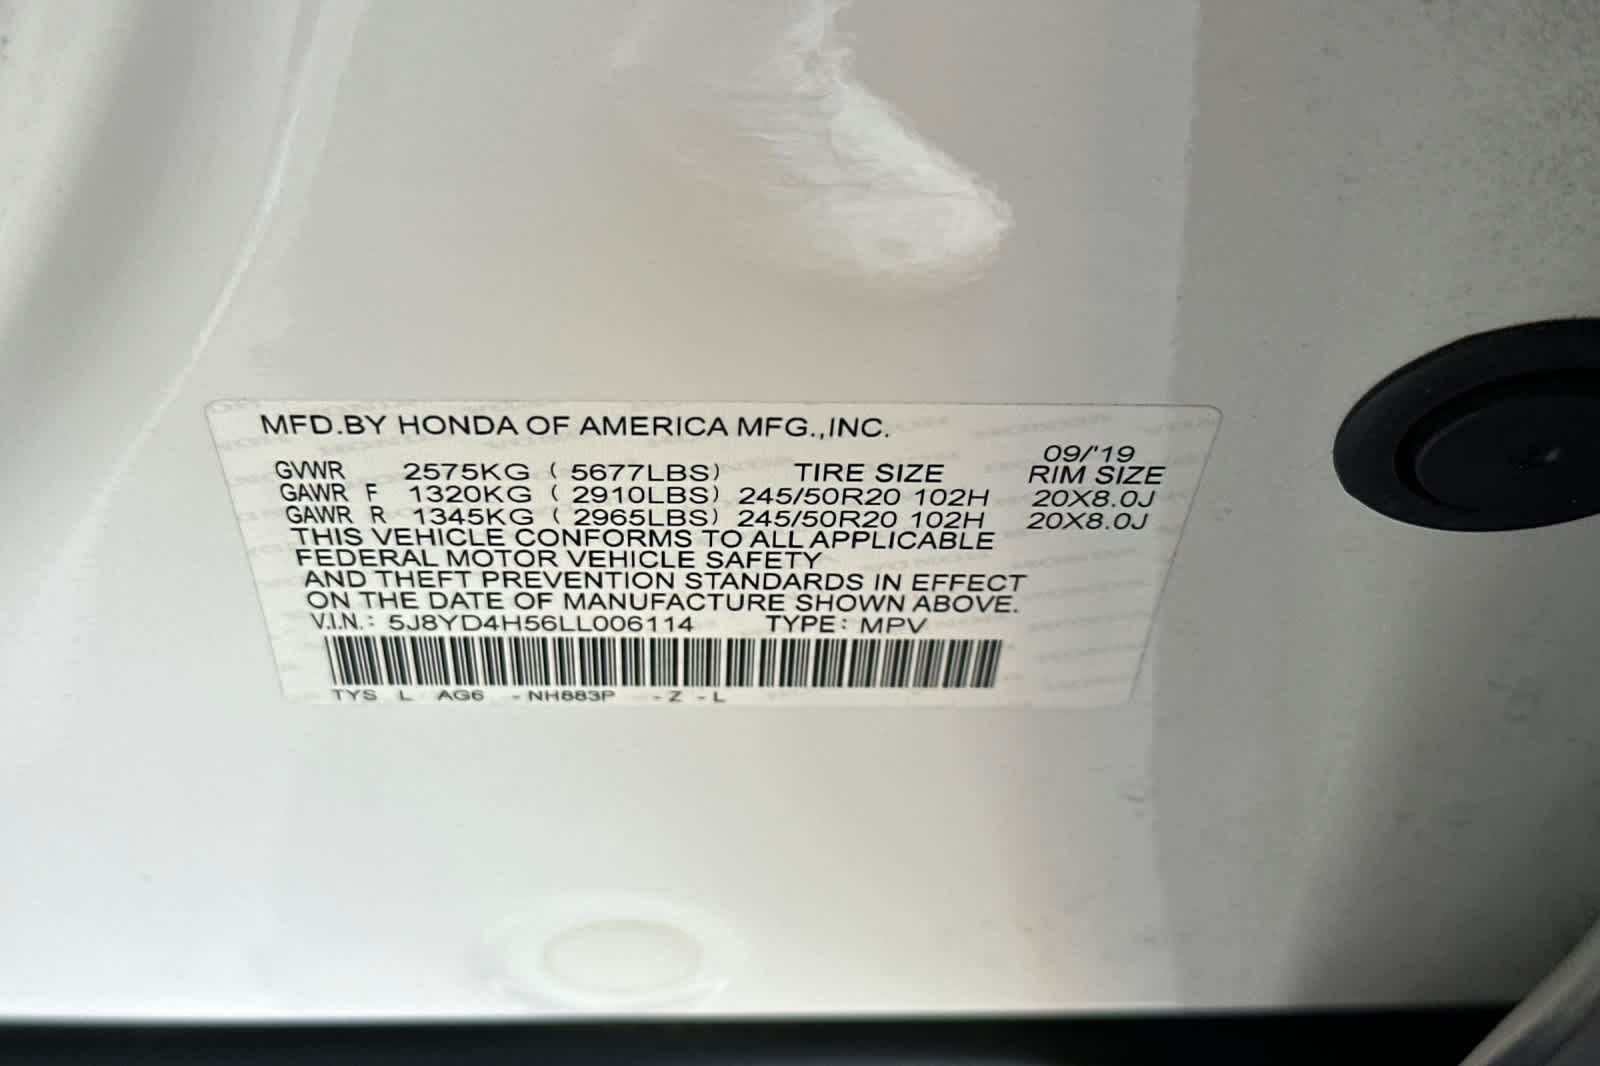 MFD.BY HONDA OF AMERICA MFG.,INC.
09/'19
GVWR 2575KG ( 5677LBS) TIRE SIZE RIM SIZE
GAWR F 1320KG ( 2910LBS) 245/50R20 102H 20X8.0J
GAWR R 1345KG ( 2965LBS) 245/50R20 102H 20X8.0J
THIS VEHICLE CONFORMS TO ALL APPLICABLE
FEDERAL MOTOR VEHICLE SAFETY
AND THEFT PREVENTION STANDARDS IN EFFECT
ON THE DATE OF MANUFACTURE SHOWN ABOVE.
V.I.N.: 5J8YD4H56LL006114 TYPE: MPV
TYS L AG6 -NH883P -Z -L